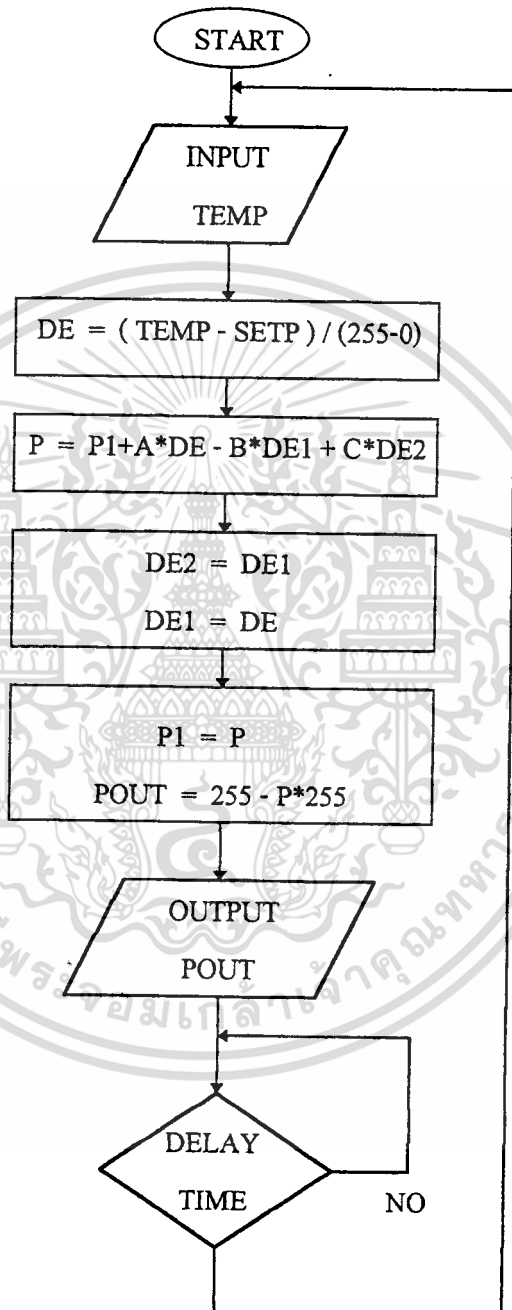 START
INPUT
TEMP
DE = ( TEMP - SETP ) / (255-0)
P = P1+A*DE - B*DE1 + C*DE2
DE2 = DE1
DE1 = DE
P1 = P
POUT = 255 - P*255
OUTPUT
POUT
DELAY
TIME
NO